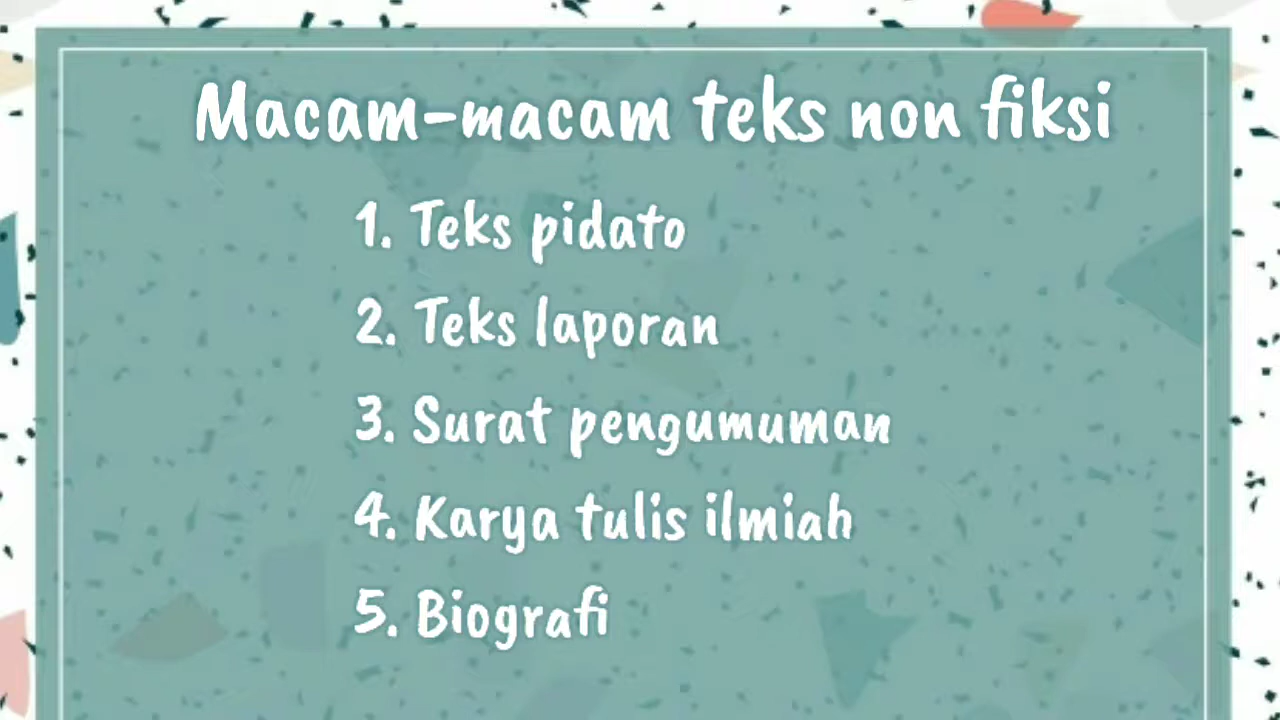 Macam-macam teks non fiksi
1. Teks pidato
2. Teks laporan
3. Surat pengumuman
4. Karya tulis ilmiah
5. Biografi